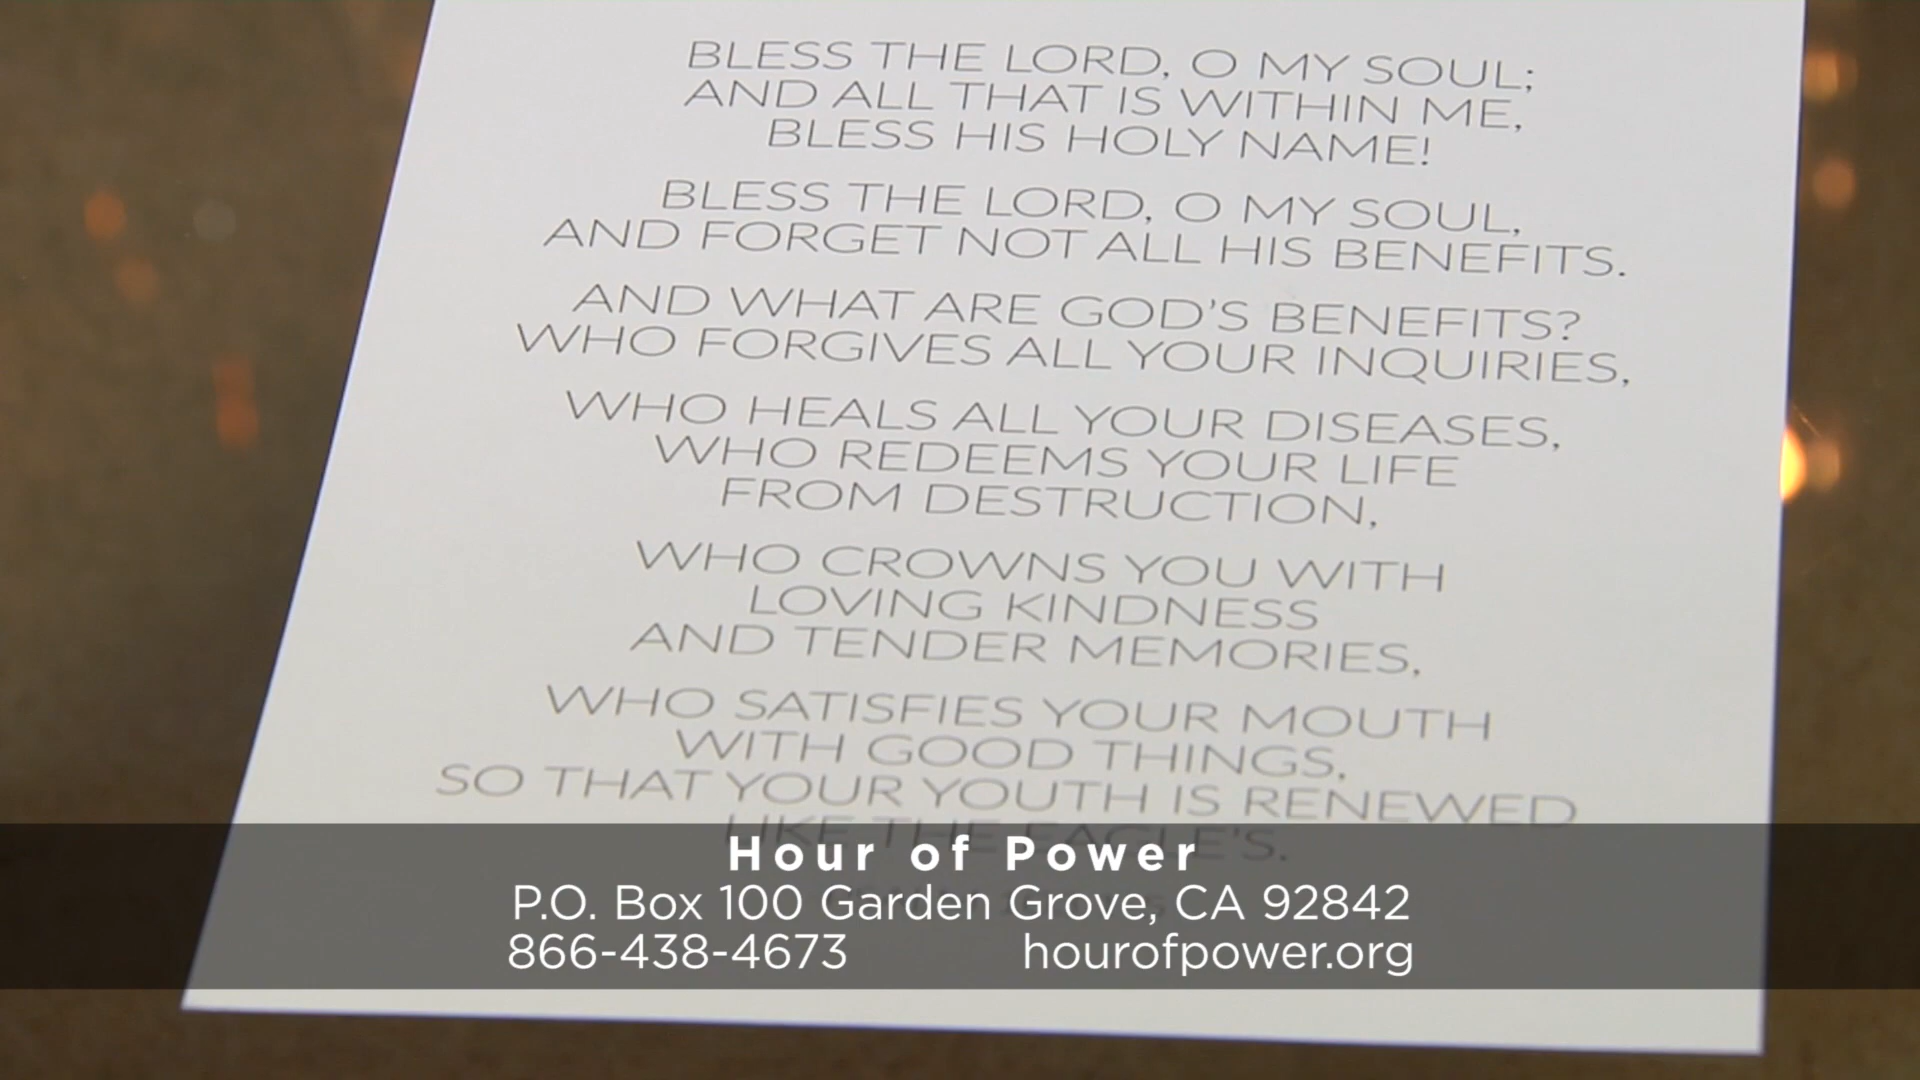 BLESS THE LORD, O MY SOUL;
AND ALL THAT IS WITHIN ME,
BLESS HIS HOLY NAME!
BLESS THE LORD, O MY SOUL,
AND FORGET NOT ALL HIS BENEFITS.
AND WHAT ARE GOD'S BENEFITS?
WHO FORGIVES ALL YOUR INQUIRIES,
WHO HEALS ALL YOUR DISEASES,
WHO REDEEMS YOUR LIFE
FROM DESTRUCTION,
WHO CROWNS YOU WITH
LOVING KINDNESS
AND TENDER MEMORIES,
WHO SATISFIES YOUR MOUTH
WITH GOOD THINGS,
SO THAT YOUR YOUTH IS RENEWED
LIKE THE EAGLE'S.
Hour of Power
P.O. Box 100 Garden Grove, CA 92842
866-438-4673 hourofpower.org